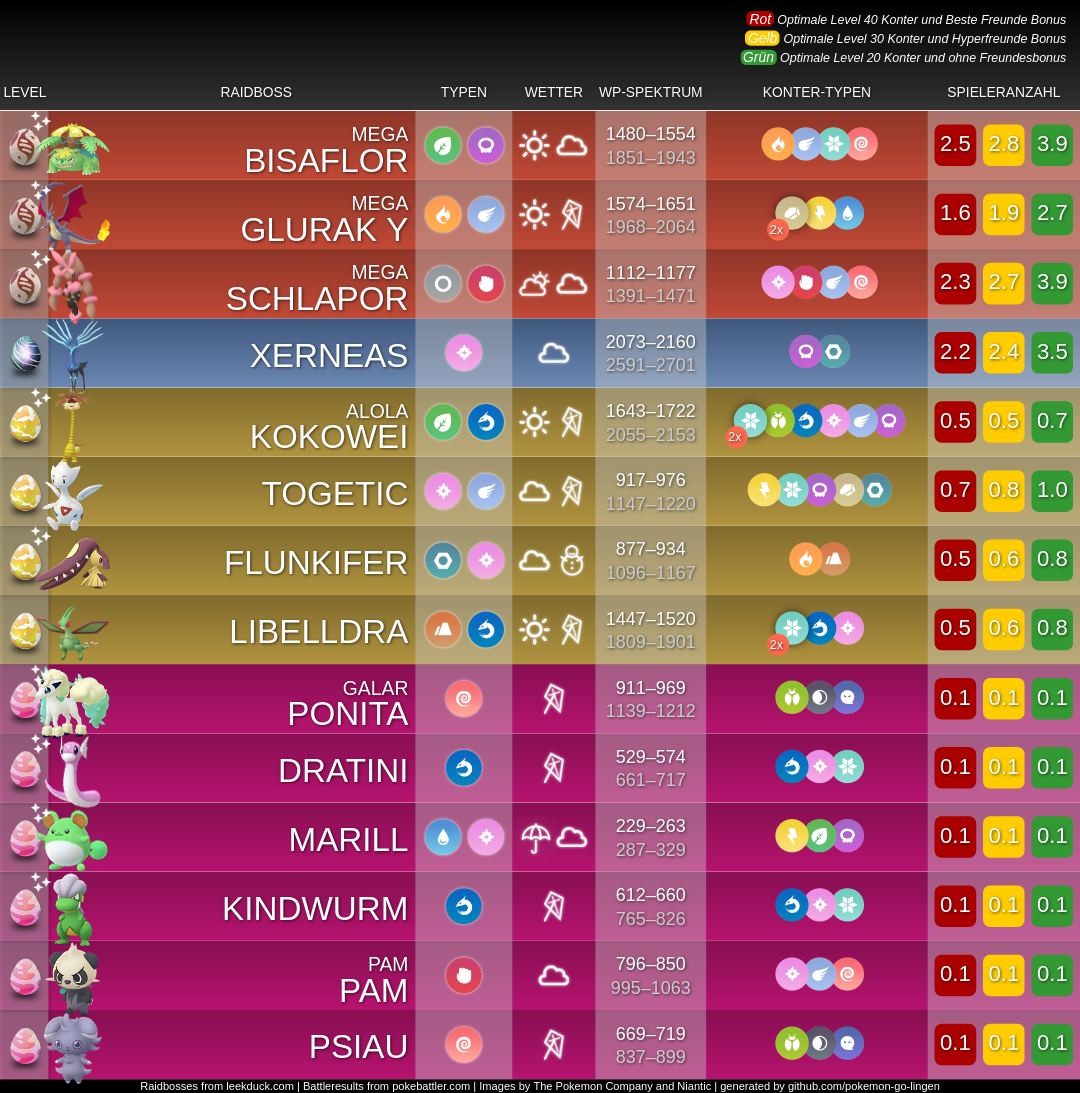 Rot Optimale Level 40 Konter und Beste Freunde Bonus
Gelb Optimale Level 30 Konter und Hyperfreunde Bonus
Grün Optimale Level 20 Konter und ohne Freundesbonus
LEVEL RAIDBOSS TYPEN WETTER WP-SPEKTRUM KONTER-TYPEN SPIELERANZAHL
MEGA
BISAFLOR
1480–1554
1851–1943
2.5 2.8 3.9
MEGA
GLURAK Y
1574–1651
1968–2064
2x
1.6 1.9 2.7
MEGA
SCHLAPOR
1112–1177
1391–1471
2.3 2.7 3.9
XERNEAS
2073–2160
2591–2701
2.2 2.4 3.5
ALOLA
KOKOWEI
1643–1722
2055–2153
2x
0.5 0.5 0.7
TOGETIC
917–976
1147–1220
0.7 0.8 1.0
FLUNKIFER
877–934
1096–1167
0.5 0.6 0.8
LIBELLDRA
1447–1520
1809–1901
2x
0.5 0.6 0.8
GALAR
PONITA
911–969
1139–1212
0.1 0.1 0.1
DRATINI
529–574
661–717
0.1 0.1 0.1
MARILL
229–263
287–329
0.1 0.1 0.1
KINDWURM
612–660
765–826
0.1 0.1 0.1
PAM
PAM
796–850
995–1063
0.1 0.1 0.1
PSIAU
669–719
837–899
0.1 0.1 0.1
Raidbosses from leekduck.com | Battleresults from pokebattler.com | Images by The Pokemon Company and Niantic | generated by github.com/pokemon-go-lingen